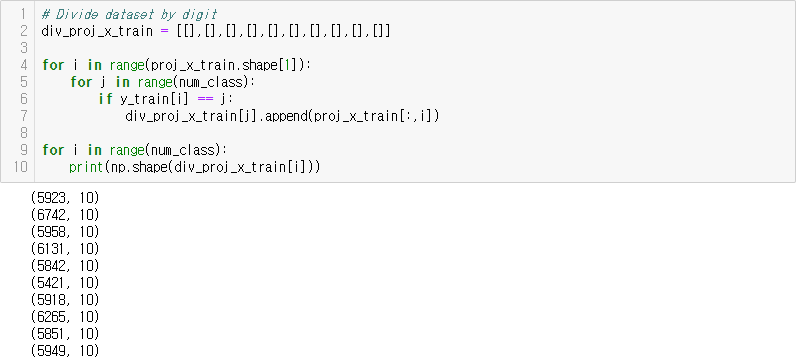 1 # Divide dataset by digit
2 div_proj_x_train = [[],[],[],[],[],[],[],[],[],[]]
3
4 for i in range(proj_x_train.shape[1]):
5     for j in range(num_class):
6         if y_train[i] == j:
7             div_proj_x_train[j].append(proj_x_train[:,i])
8
9 for i in range(num_class):
10     print(np.shape(div_proj_x_train[i]))
(5923, 10)
(6742, 10)
(5958, 10)
(6131, 10)
(5842, 10)
(5421, 10)
(5918, 10)
(6265, 10)
(5851, 10)
(5949, 10)